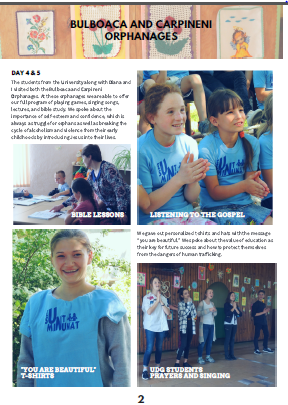 BULBOACA AND CARPINENI
ORPHANAGES
DAY 4 & 5
The students from the University along with Diana and
I visited both the Bulboaca and Carpineni
Orphanages. At these orphanages we are able to offer
our full program of playing games, singing songs,
lectures, and bible study. We spoke about the
importance of self-esteem and confidence, which is
always a struggle for orphans as well as breaking the
cycle of alcoholism and violence from their early
childhoods by introducing Jesus into their lives.
BIBLE LESSONS
LISTENING TO THE GOSPEL
We gave out personalized t-shirts and hats with the message
"you are beautiful." We spoke about the value of education as
their key for future success and how to protect themselves
from the dangers of human trafficking.
MINUNAT
"YOU ARE BEAUTIFUL"
T-SHIRTS
UDG STUDENTS
PRAYERS AND SINGING
2